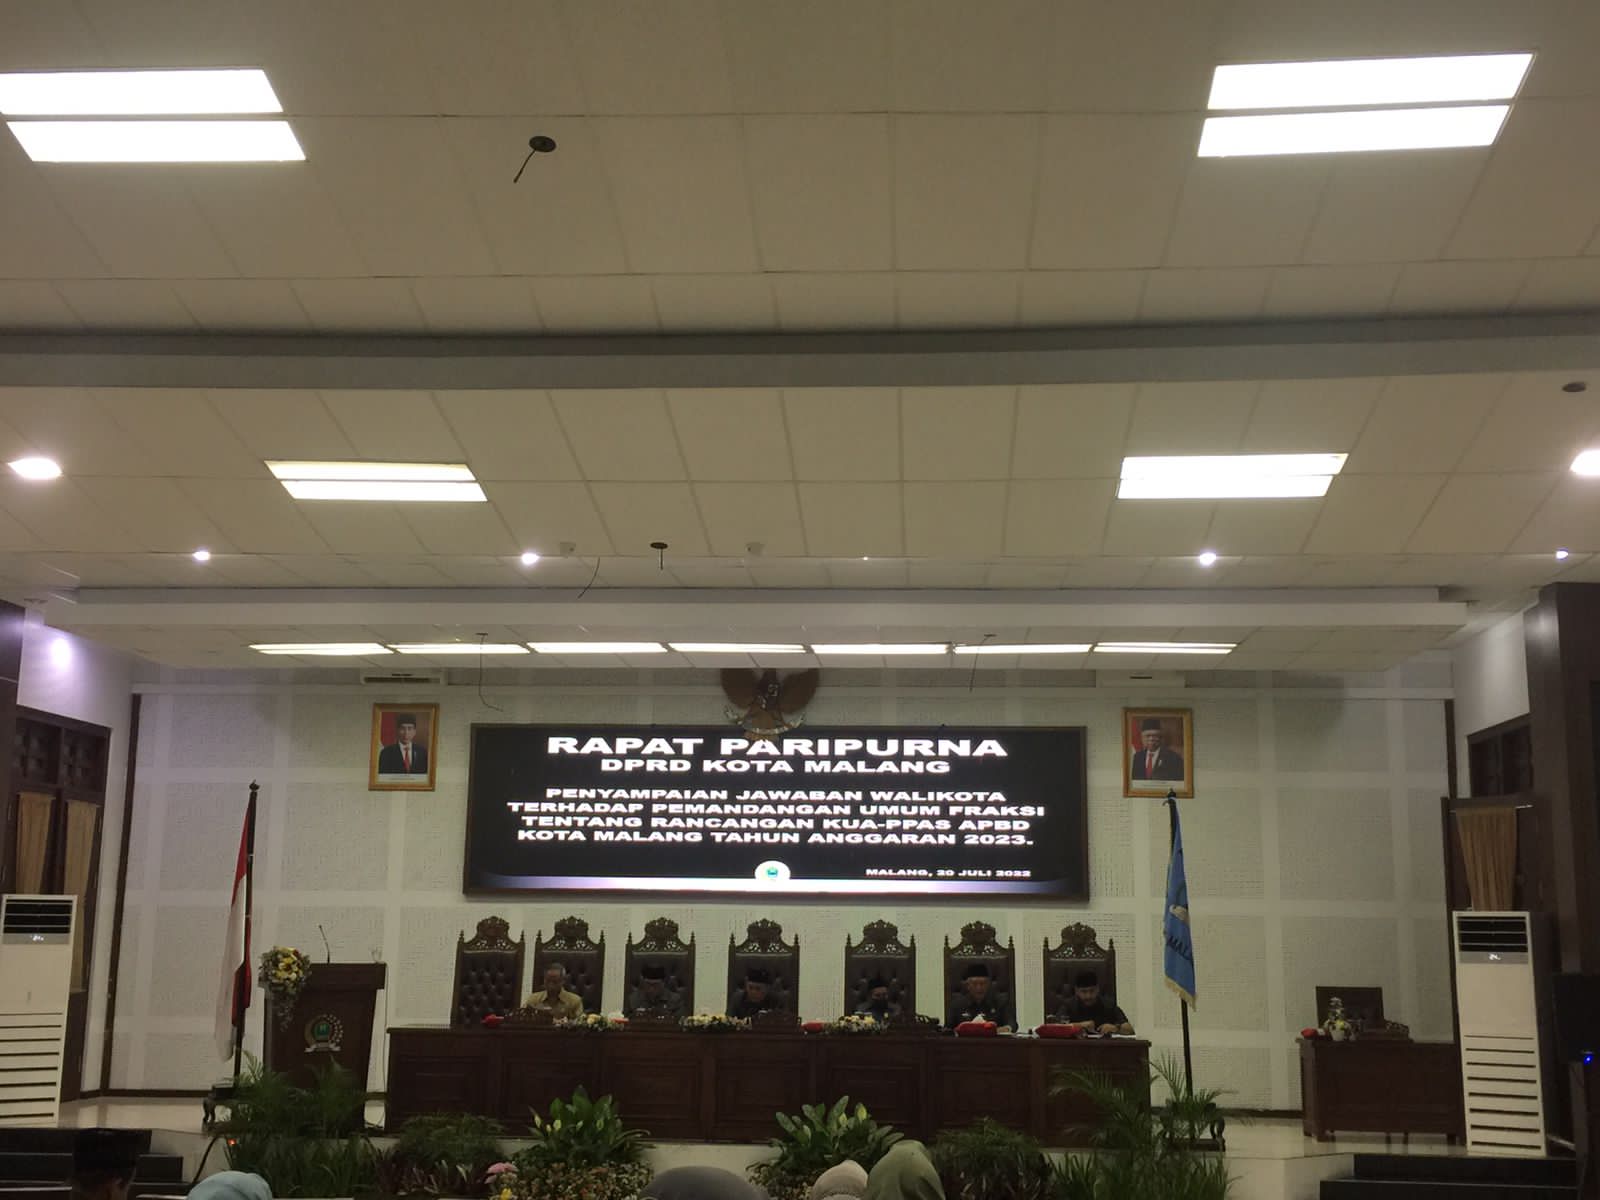 RAPAT PARIPURNA
DPRD KOTA MALANG
PENYAMPAIAN JAWABAN WALIKOTA
TERHADAP PEMANDANGAN UMUM FRAKSI
TENTANG RANCANGAN KUA-PPAS APBD
KOTA MALANG TAHUN ANGGARAN 2023.
MALANG, 20 JULI 2022